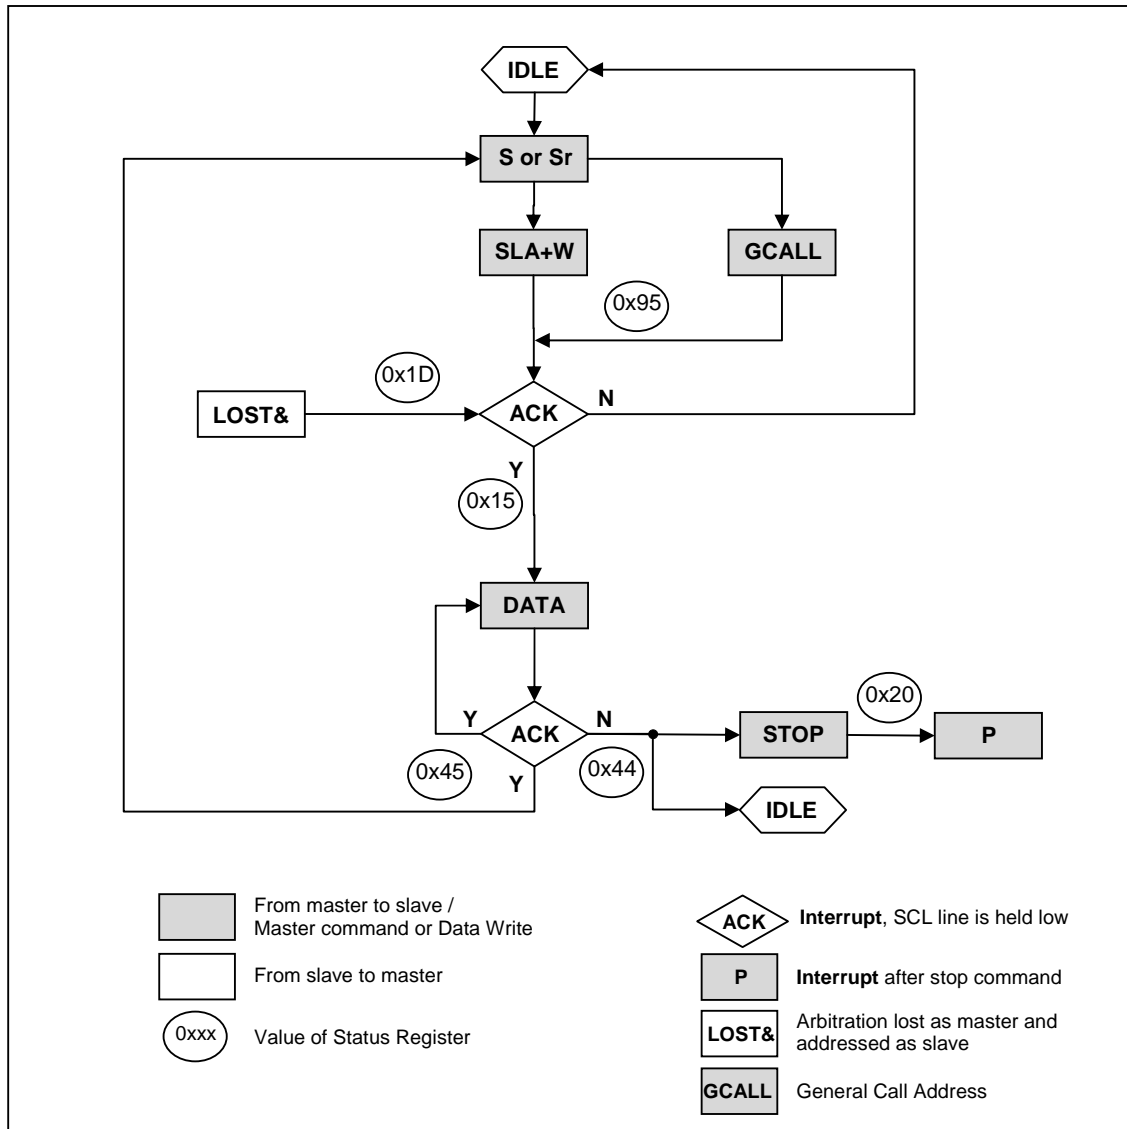 IDLE
S or Sr
SLA+W
GCALL
0x95
0x1D
LOST&
ACK
N
Y
0x15
DATA
Y
ACK
N
0x20
STOP
P
0x45
Y
0x44
IDLE
From master to slave /
Master command or Data Write
From slave to master
0xxx
Value of Status Register
ACK
Interrupt, SCL line is held low
P
Interrupt after stop command
LOST&
Arbitration lost as master and
addressed as slave
GCALL
General Call Address